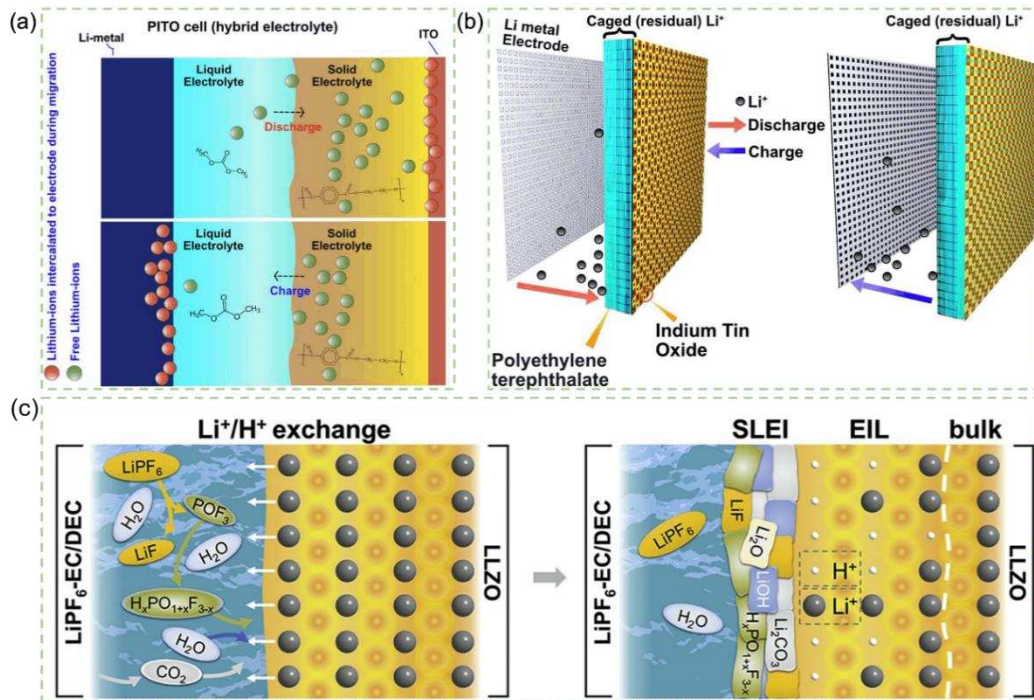 (a)
PITO cell (hybrid electrolyte)
Li-metal
ITO
Liquid
Electrolyte
Solid
Electrolyte
Discharge
Liquid
Electrolyte
Solid
Electrolyte
Charge
H₃C
CH₃
Lithium-ions intercalated to electrode during migration
Free Lithium-ions
(b)
Caged (residual) Li⁺
Caged (residual) Li⁺
Li metal
Electrode
Li⁺
Discharge
Charge
Indium Tin
Oxide
Polyethylene
terephthalate
(c)
Li⁺/H⁺ exchange
LiPF₆-EC/DEC
LiPF₆
H₂O
POF₃
LiF
H₂O
HₓPO₁₊ₓF₃₋ₓ
H₂O
CO₂
LLZO
SLEI
EIL
bulk
LiPF₆-EC/DEC
LiPF₆
H₂O
LiF
Li₂O
LiOH
HₓPO₁₊ₓF₃₋ₓ
Li₂CO₃
H⁺
Li⁺
LLZO